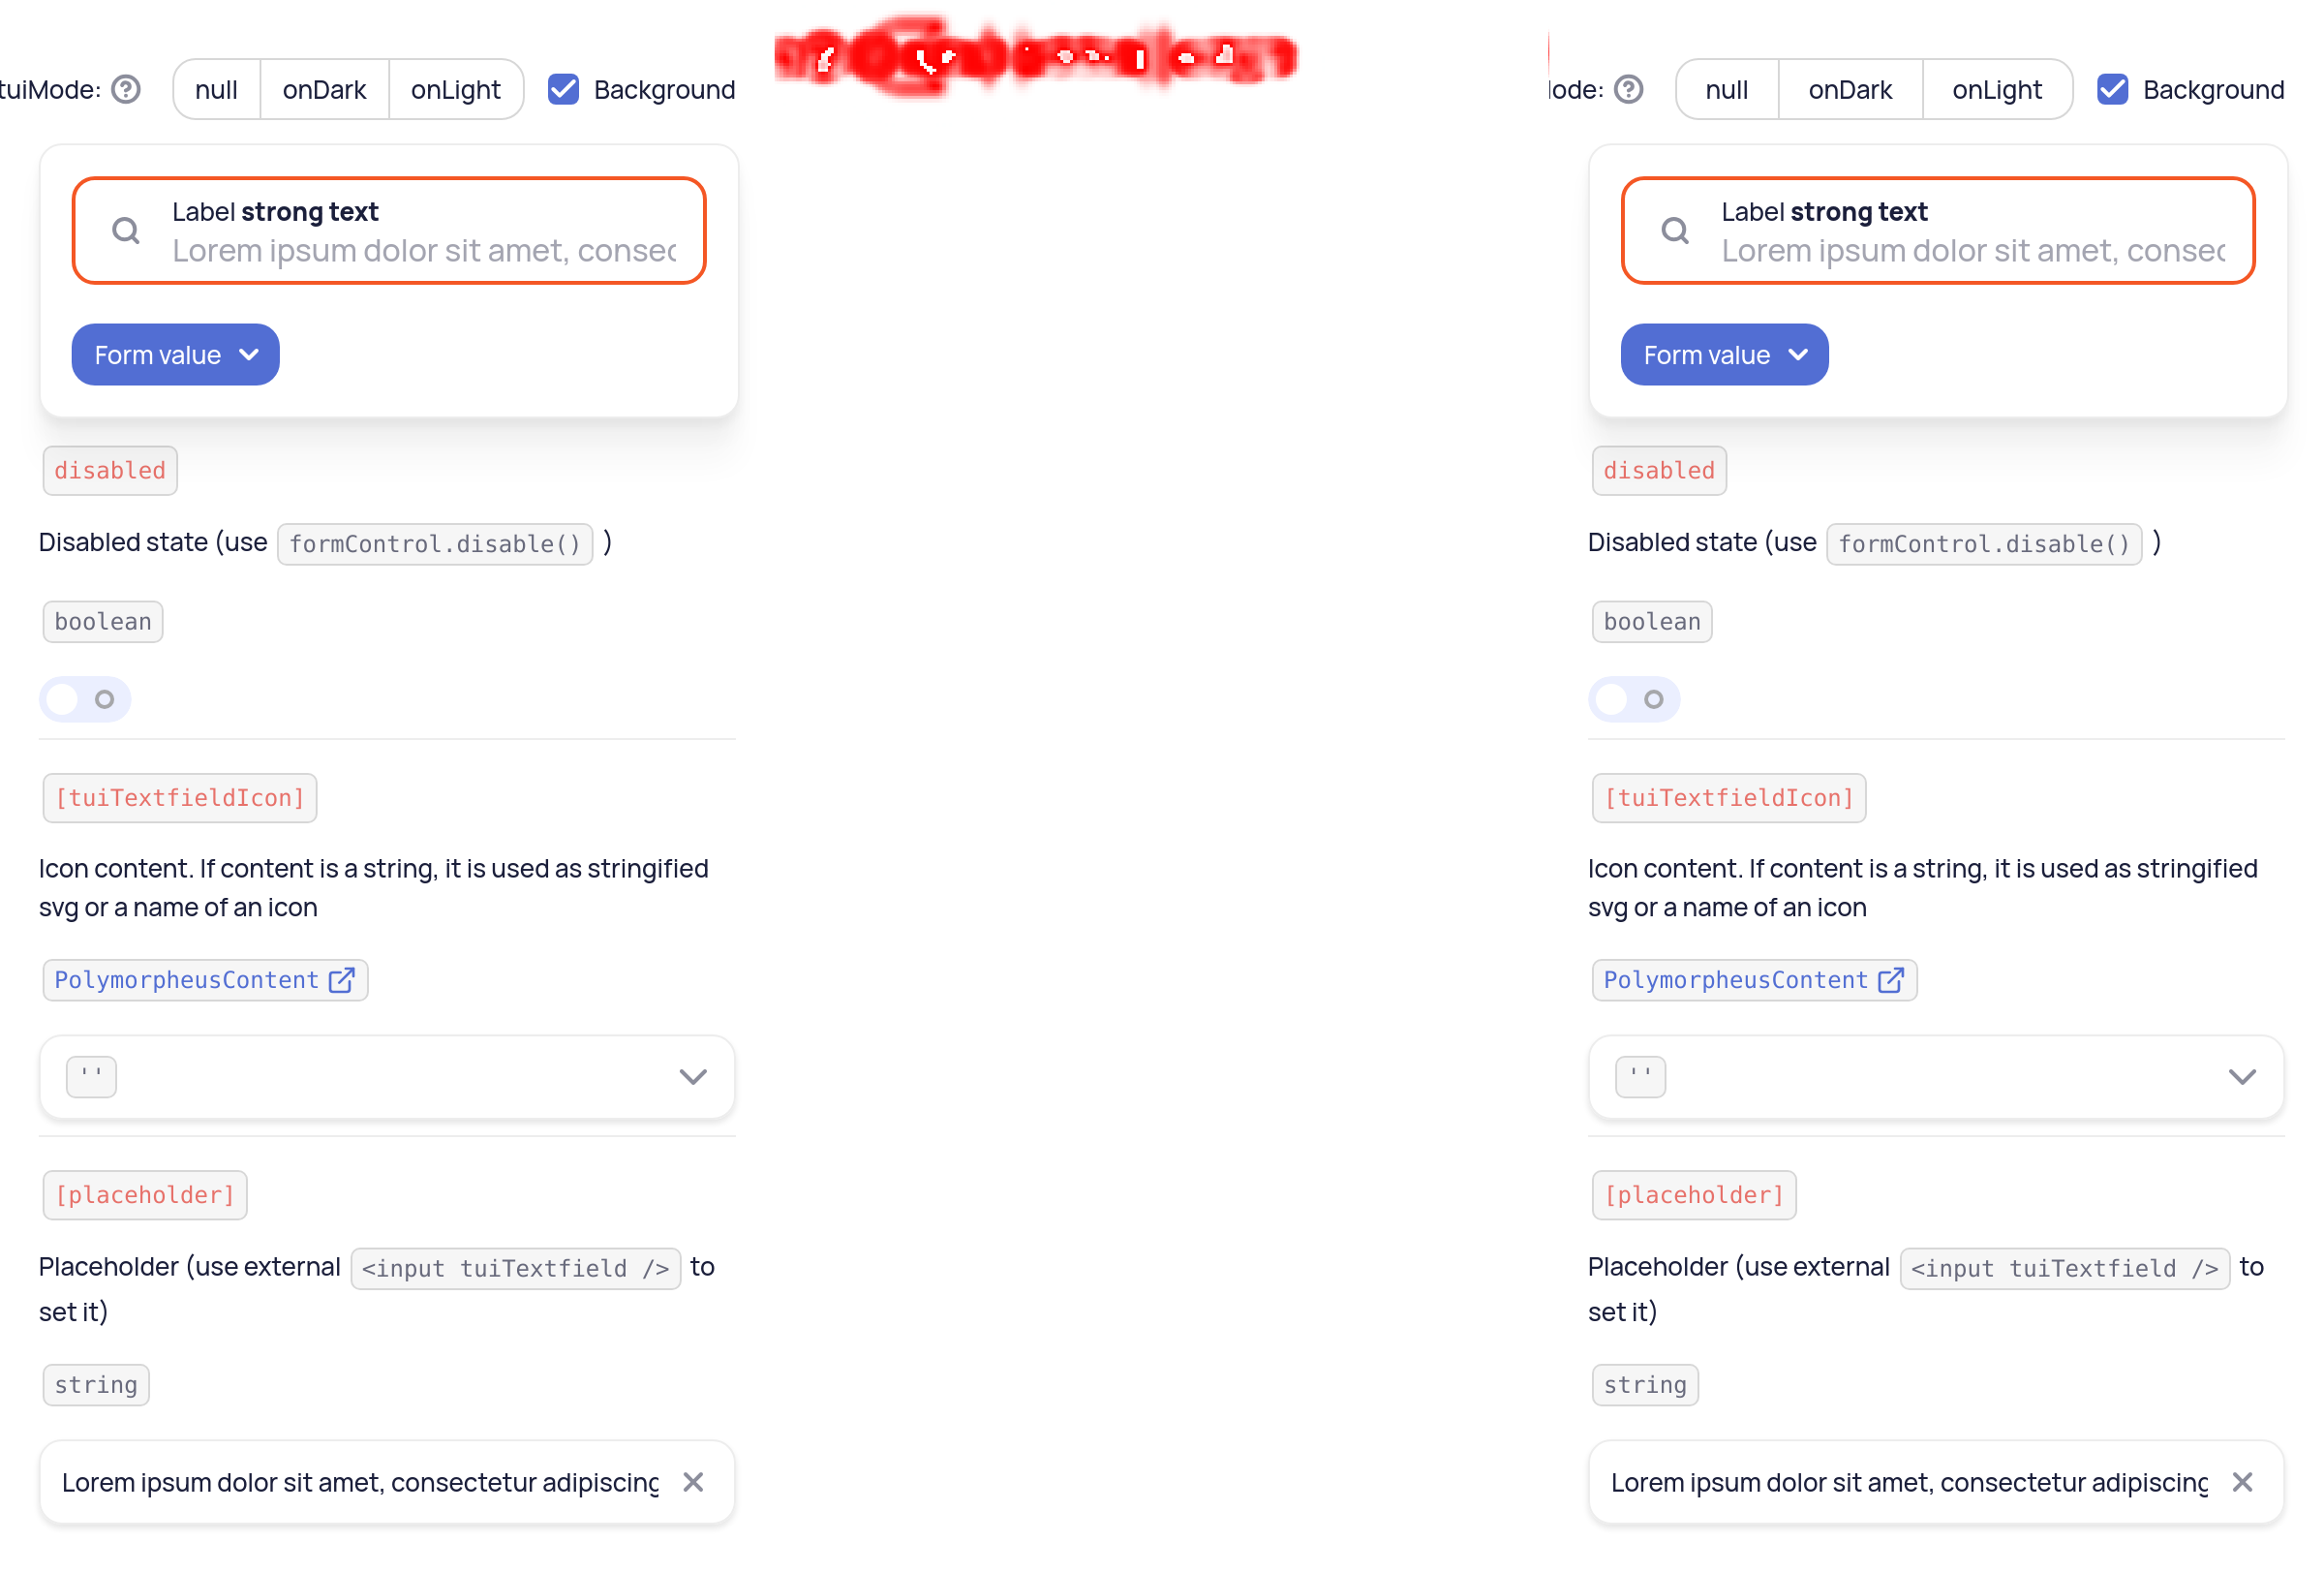 tuiMode: null onDark onLight Background
Label strong text
Lorem ipsum dolor sit amet, consec
Form value
disabled
Disabled state (use formControl.disable() )
boolean
[tuiTextfieldIcon]
Icon content. If content is a string, it is used as stringified
svg or a name of an icon
PolymorpheusContent
''
[placeholder]
Placeholder (use external <input tuiTextfield /> to
set it)
string
Lorem ipsum dolor sit amet, consectetur adipiscing
ode: null onDark onLight Background
Label strong text
Lorem ipsum dolor sit amet, consec
Form value
disabled
Disabled state (use formControl.disable() )
boolean
[tuiTextfieldIcon]
Icon content. If content is a string, it is used as stringified
svg or a name of an icon
PolymorpheusContent
''
[placeholder]
Placeholder (use external <input tuiTextfield /> to
set it)
string
Lorem ipsum dolor sit amet, consectetur adipiscing